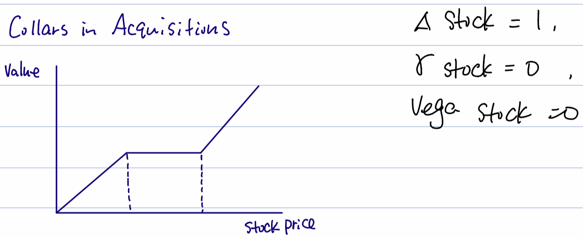 Collars in Acquisitions
Value
Stock price
Δ Stock = 1,
γ stock = 0,
Vega stock = 0